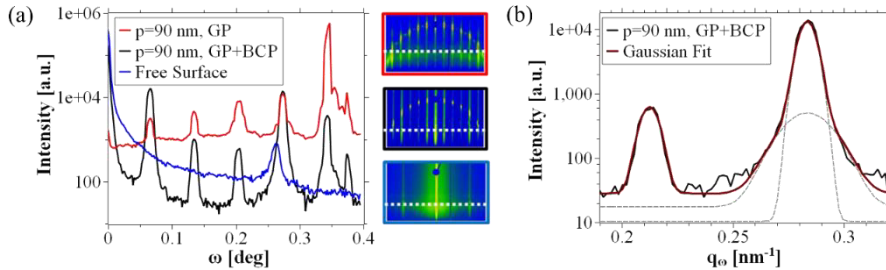 (a)
1e+06
1e+04
100
Intensity [a.u.]
p=90 nm, GP
p=90 nm, GP+BCP
Free Surface
0
0.1
0.2
0.3
0.4
ω [deg]
(b)
1e+04
1,000
100
10
Intensity [a.u.]
p=90 nm, GP+BCP
Gaussian Fit
0.2
0.25
0.3
qω [nm⁻¹]